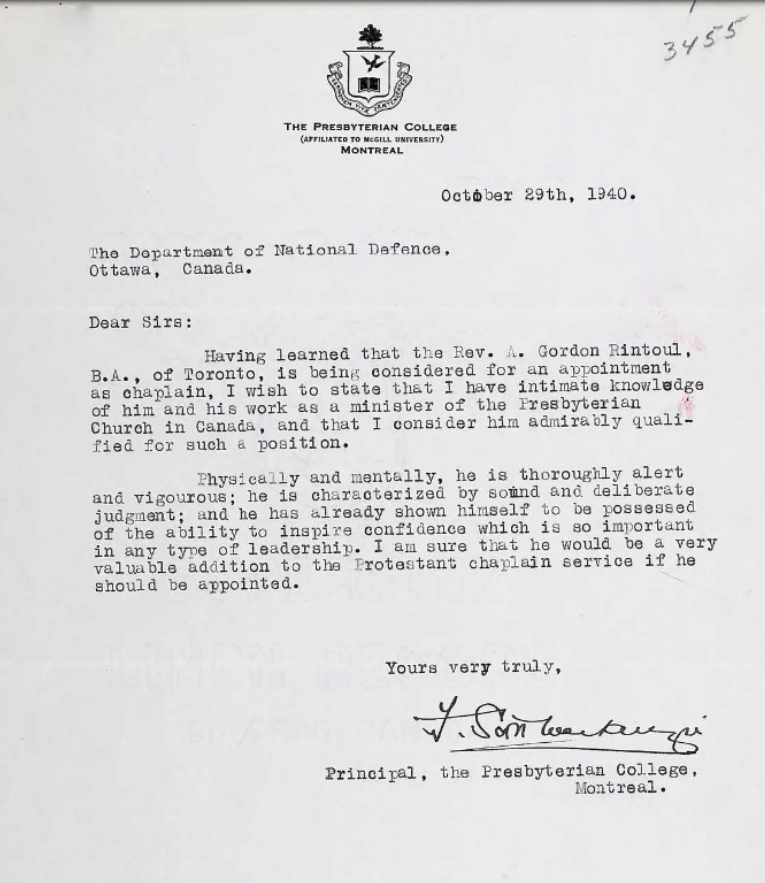 3455
SERMONEM VITÆ PRÆTENDENTES
THE PRESBYTERIAN COLLEGE
(AFFILIATED TO McGILL UNIVERSITY)
MONTREAL
October 29th, 1940.
The Department of National Defence,
Ottawa, Canada.
Dear Sirs:
Having learned that the Rev. A. Gordon Rintoul,
B.A., of Toronto, is being considered for an appointment
as chaplain, I wish to state that I have intimate knowledge
of him and his work as a minister of the Presbyterian
Church in Canada, and that I consider him admirably quali-
fied for such a position.
Physically and mentally, he is thoroughly alert
and vigourous; he is characterized by sound and deliberate
judgment; and he has already shown himself to be possessed
of the ability to inspire confidence which is so important
in any type of leadership. I am sure that he would be a very
valuable addition to the Protestant chaplain service if he
should be appointed.
Yours very truly,
F. Scott Mackenzie
Principal, the Presbyterian College,
Montreal.